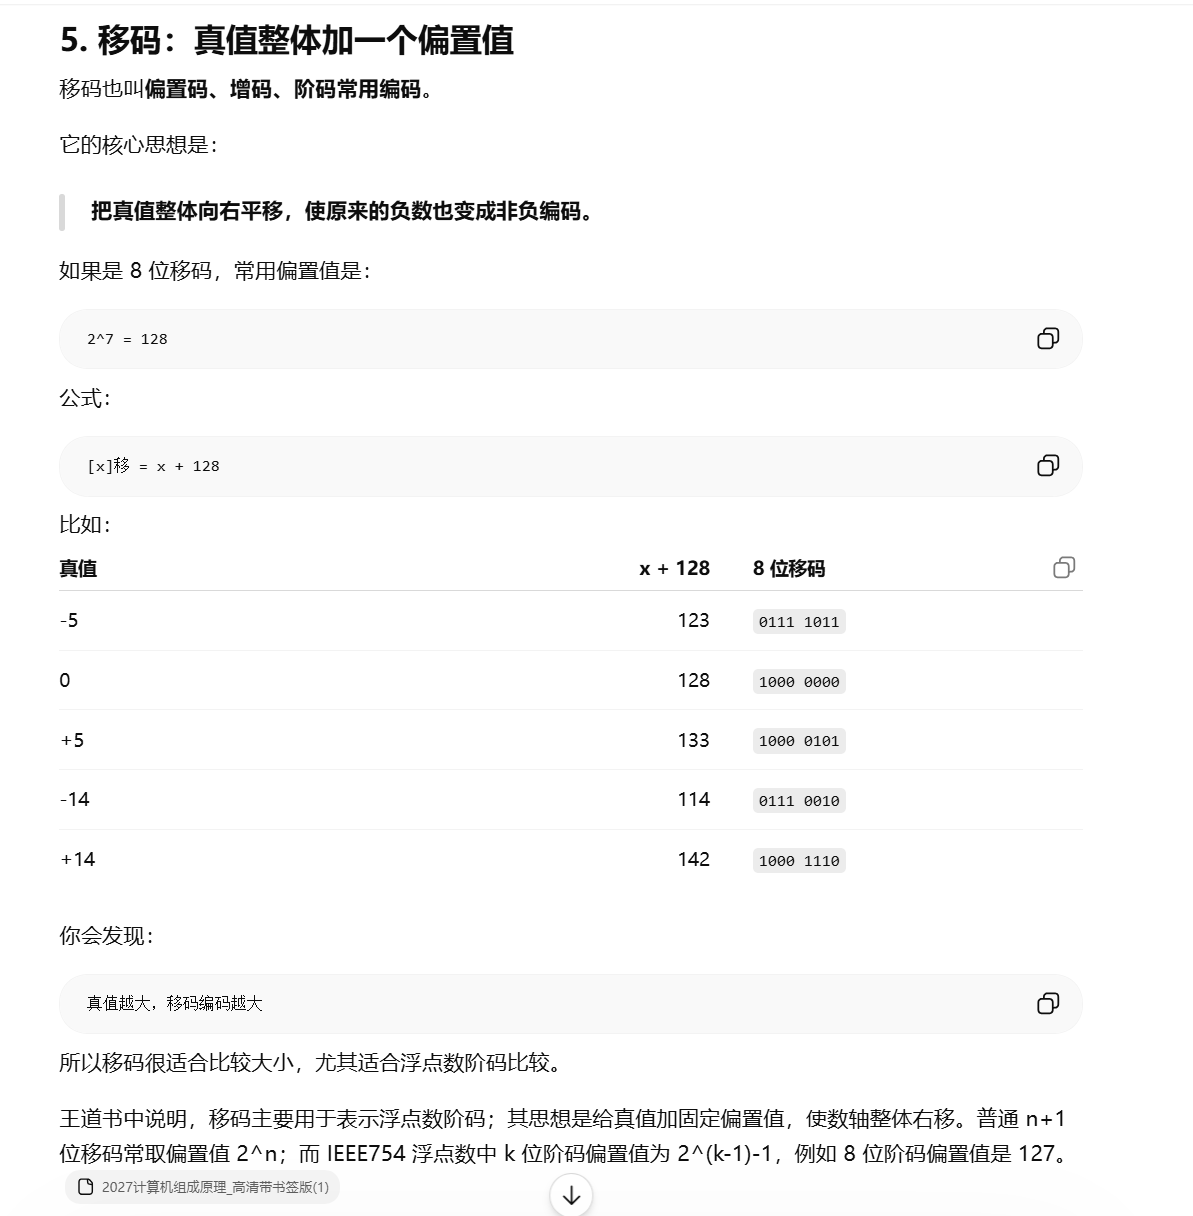 5. 移码：真值整体加一个偏置值
移码也叫偏置码、增码、阶码常用编码。
它的核心思想是：
把真值整体向右平移，使原来的负数也变成非负编码。
如果是 8 位移码，常用偏置值是：
2^7 = 128
公式：
[x]移 = x + 128
比如：
真值 x + 128 8 位移码
-5 123 0111 1011
0 128 1000 0000
+5 133 1000 0101
-14 114 0111 0010
+14 142 1000 1110
你会发现：
真值越大，移码编码越大
所以移码很适合比较大小，尤其适合浮点数阶码比较。
王道书中说明，移码主要用于表示浮点数阶码；其思想是给真值加固定偏置值，使数轴整体右移。普通 n+1
位移码常取偏置值 2^n；而 IEEE754 浮点数中 k 位阶码偏置值为 2^(k-1)-1，例如 8 位阶码偏置值是 127。
2027计算机组成原理_高清带书签版(1)